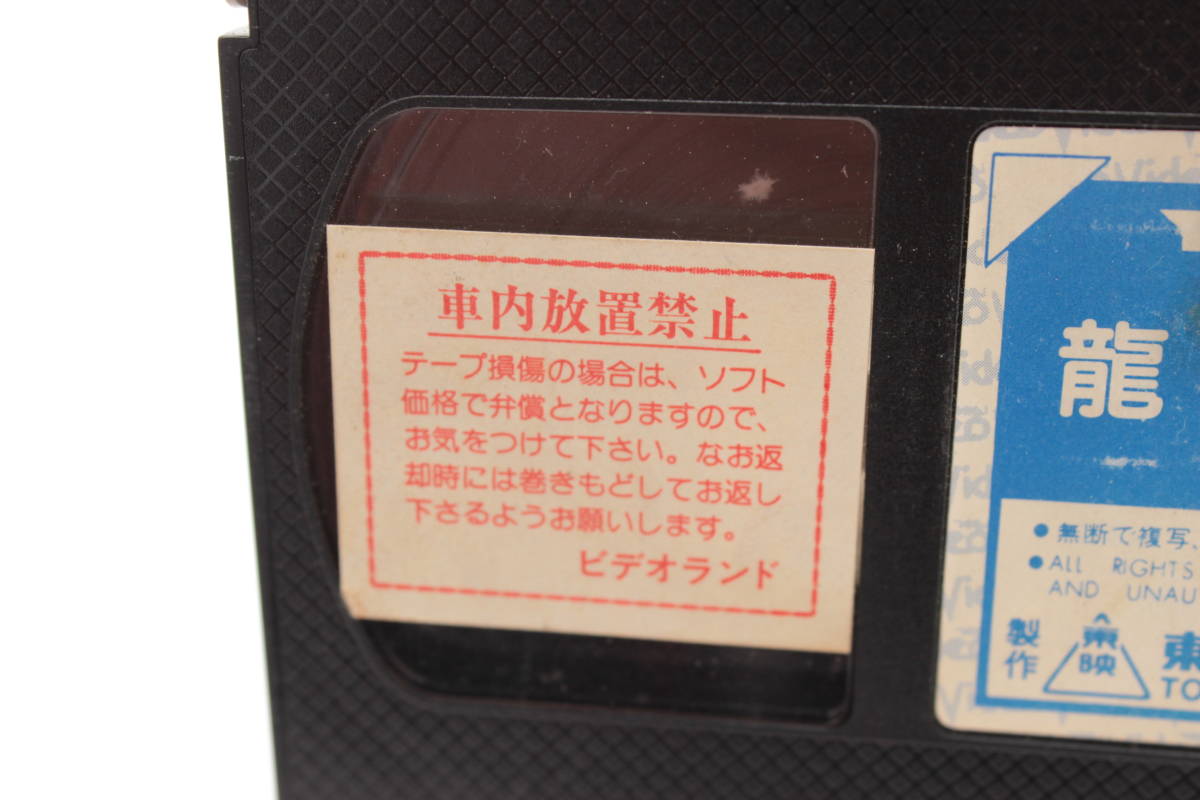 車内放置禁止
テープ損傷の場合は、ソフト
価格で弁償となりますので、
お気をつけて下さい。なお返
却時には巻きもどしてお返し
下さるようお願いします。
ビデオランド
龍
●無断で複写、
●ALL RIGHTS
AND UNAU
製作
東映
東
TO